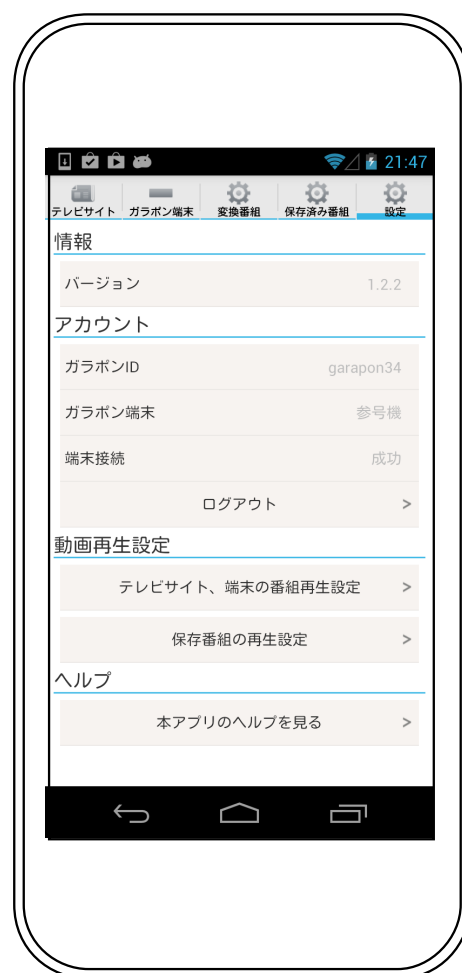 21:47
テレビサイト ガラポン端末 変換番組 保存済み番組 設定
情報
バージョン 1.2.2
アカウント
ガラポンID garapon34
ガラポン端末 参号機
端末接続 成功
ログアウト >
動画再生設定
テレビサイト、端末の番組再生設定 >
保存番組の再生設定 >
ヘルプ
本アプリのヘルプを見る >